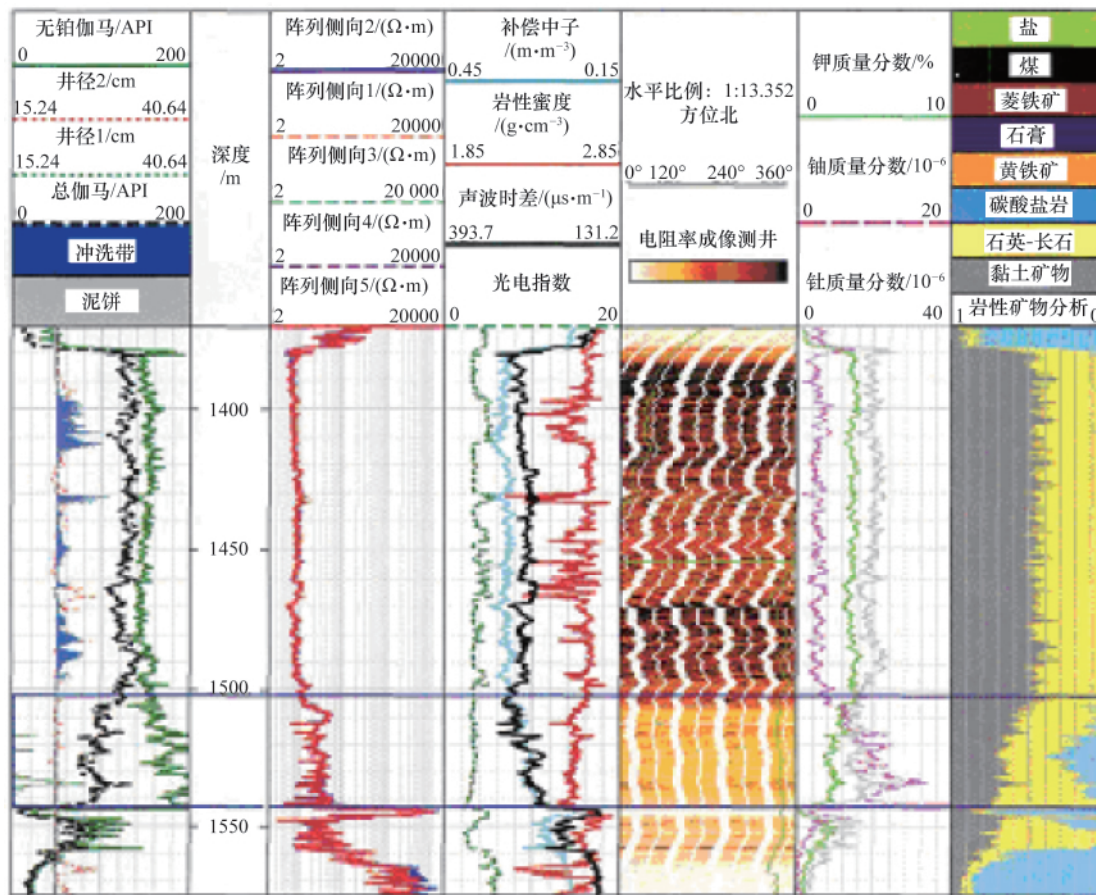 无铂伽马/API
0 200
井径2/cm
15.24 40.64
井径1/cm
15.24 40.64
总伽马/API
0 200
冲洗带
泥饼
深度
/m
阵列侧向2/(Ω·m)
2 20000
阵列侧向1/(Ω·m)
2 20000
阵列侧向3/(Ω·m)
2 20 000
阵列侧向4/(Ω·m)
2 20000
阵列侧向5/(Ω·m)
2 20000
补偿中子
/(m·m⁻³)
0.45 0.15
岩性蜜度
/(g·cm⁻³)
1.85 2.85
声波时差/(μs·m⁻¹)
393.7 131.2
光电指数
0 20
水平比例：1:13.352
方位北
0° 120° 240° 360°
电阻率成像测井
钾质量分数/%
0 10
铀质量分数/10⁻⁶
0 20
钍质量分数/10⁻⁶
0 40
盐
煤
菱铁矿
石膏
黄铁矿
碳酸盐岩
石英-长石
黏土矿物
1 岩性矿物分析 0
1400
1450
1500
1550